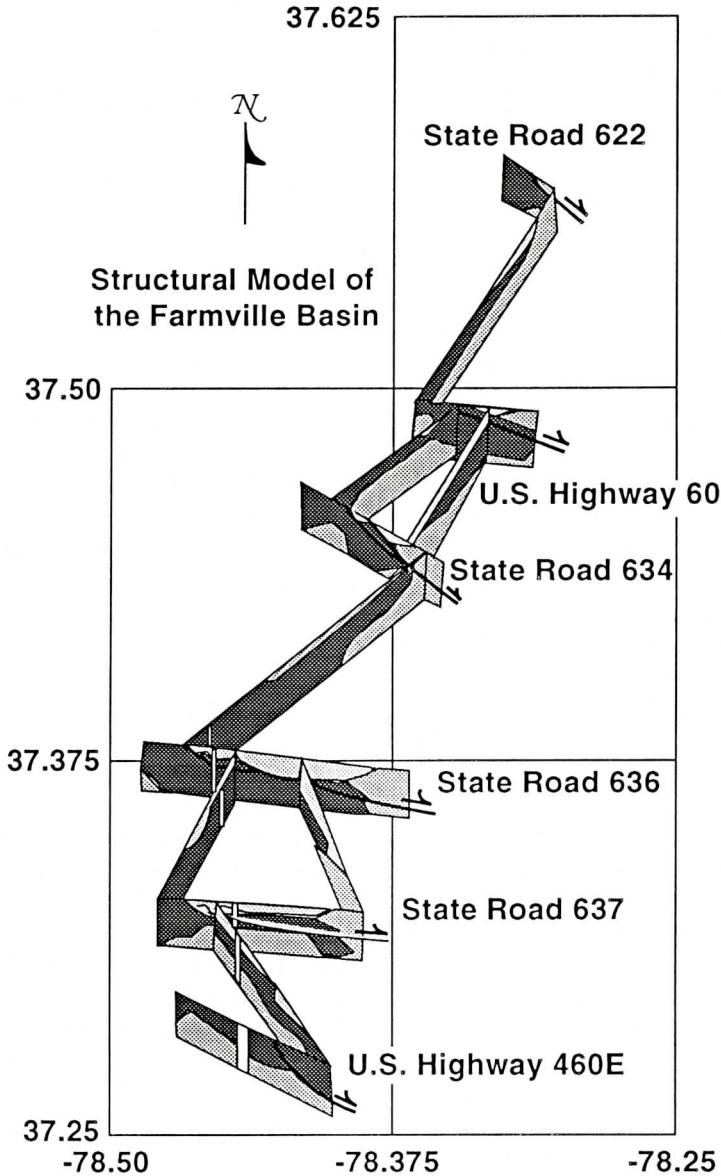 37.625
N
State Road 622
Structural Model of
the Farmville Basin
37.50
U.S. Highway 60
State Road 634
37.375
State Road 636
State Road 637
U.S. Highway 460E
37.25
-78.50
-78.375
-78.25